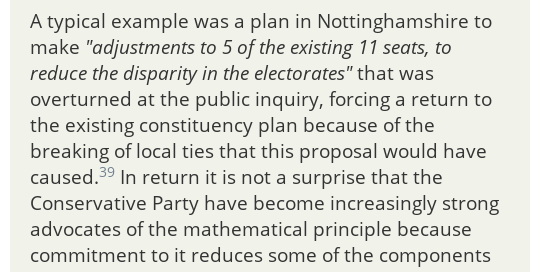 A typical example was a plan in Nottinghamshire to
make "adjustments to 5 of the existing 11 seats, to
reduce the disparity in the electorates" that was
overturned at the public inquiry, forcing a return to
the existing constituency plan because of the
breaking of local ties that this proposal would have
caused.39 In return it is not a surprise that the
Conservative Party have become increasingly strong
advocates of the mathematical principle because
commitment to it reduces some of the components